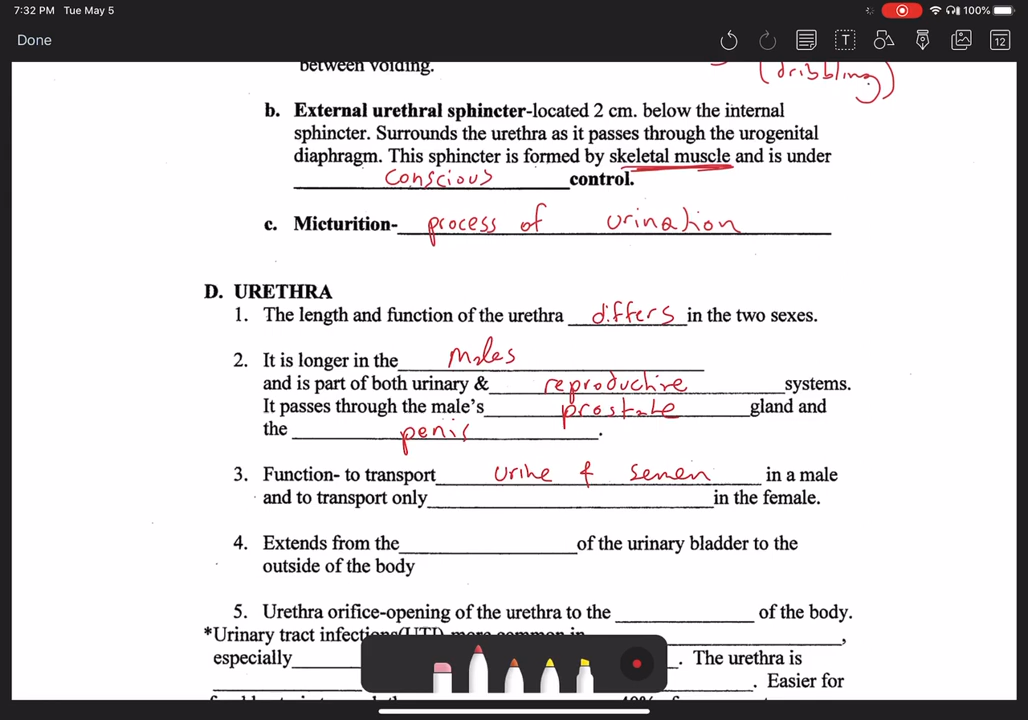 7:32 PM Tue May 5 100%
Done T 12
between voiding. (dribbling)
b. External urethral sphincter-located 2 cm. below the internal
sphincter. Surrounds the urethra as it passes through the urogenital
diaphragm. This sphincter is formed by skeletal muscle and is under
conscious control.
c. Micturition- process of urination
D. URETHRA
1. The length and function of the urethra differs in the two sexes.
2. It is longer in the males
and is part of both urinary & reproductive systems.
It passes through the male's prostate gland and
the penis.
3. Function- to transport urine & semen in a male
and to transport only in the female.
4. Extends from the of the urinary bladder to the
outside of the body
5. Urethra orifice-opening of the urethra to the of the body.
*Urinary tract infections(UTI) more common in ,
especially . The urethra is
. Easier for